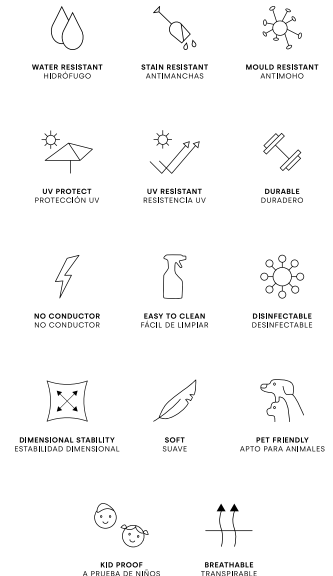 WATER RESISTANT
HIDRÓFUGO
STAIN RESISTANT
ANTIMANCHAS
MOULD RESISTANT
ANTIMOHO
UV PROTECT
PROTECCIÓN UV
UV RESISTANT
RESISTENCIA UV
DURABLE
DURADERO
NO CONDUCTOR
NO CONDUCTOR
EASY TO CLEAN
FÁCIL DE LIMPIAR
DISINFECTABLE
DESINFECTABLE
DIMENSIONAL STABILITY
ESTABILIDAD DIMENSIONAL
SOFT
SUAVE
PET FRIENDLY
APTO PARA ANIMALES
KID PROOF
A PRUEBA DE NIÑOS
BREATHABLE
TRANSPIRABLE